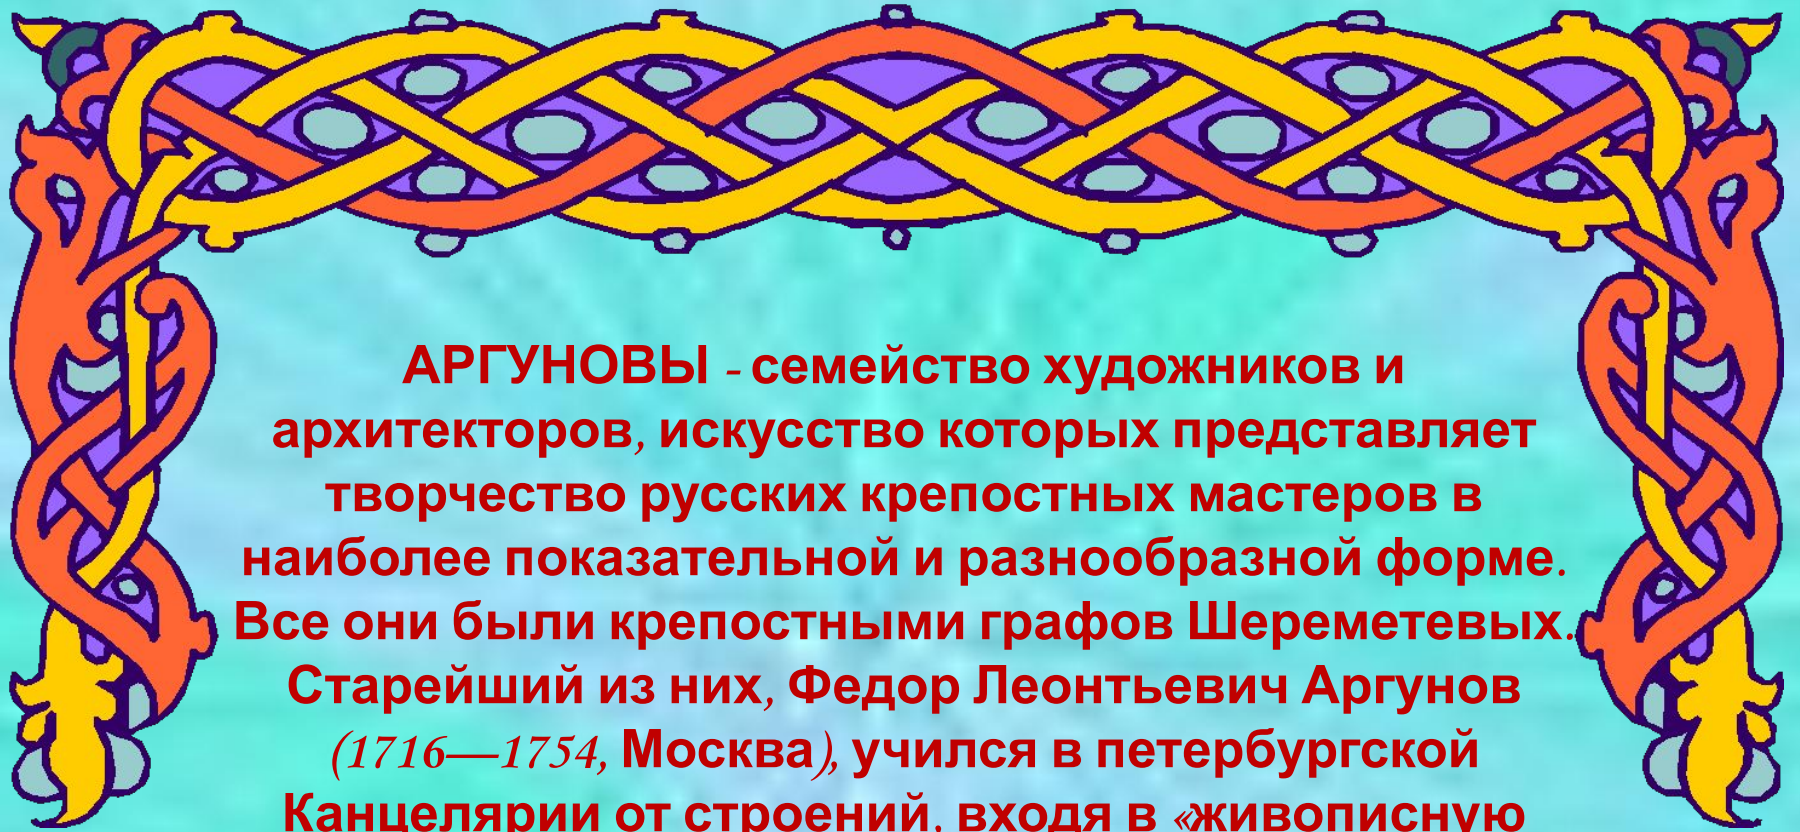 АРГУНОВЫ - семейство художников и
архитекторов, искусство которых представляет
творчество русских крепостных мастеров в
наиболее показательной и разнообразной форме.
Все они были крепостными графов Шереметевых.
Старейший из них, Федор Леонтьевич Аргунов
(1716—1754, Москва), учился в петербургской
Канцелярии от строений, входя в «живописную